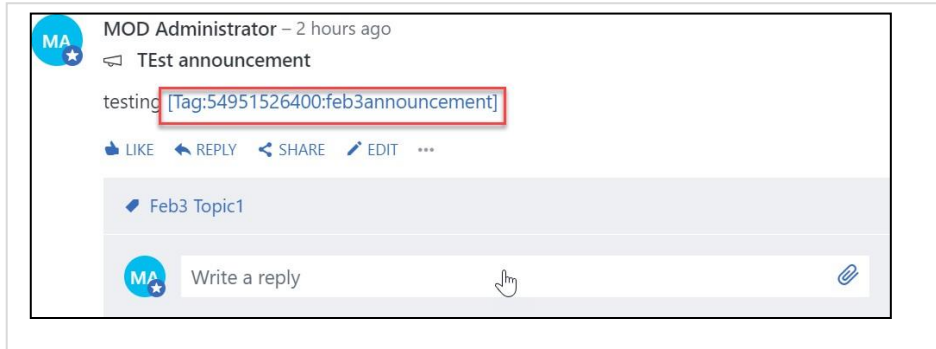 MA
MOD Administrator – 2 hours ago
TEst announcement
testing [Tag:54951526400:feb3announcement]
LIKE REPLY SHARE EDIT ...
Feb3 Topic1
MA
Write a reply